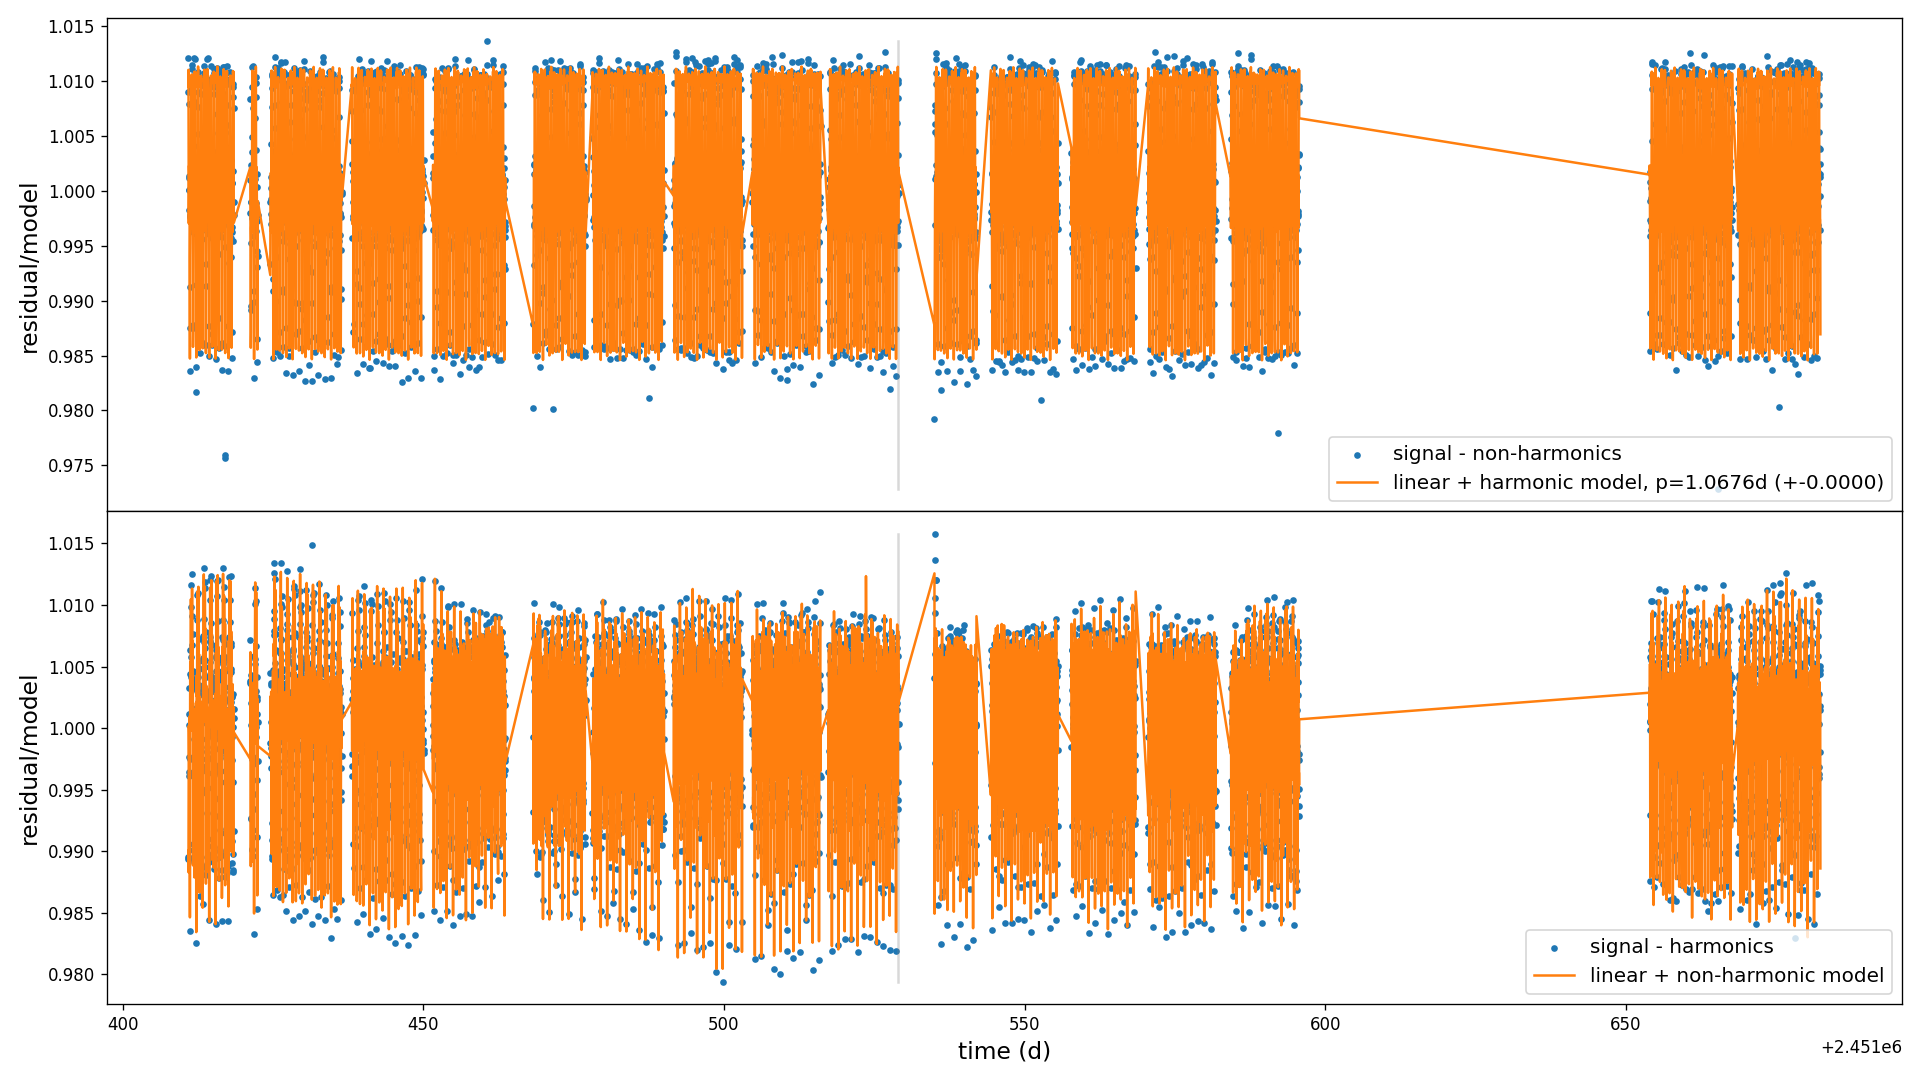 1.015
1.010
1.005
1.000
0.995
0.990
0.985
0.980
0.975
residual/model
signal - non-harmonics
linear + harmonic model, p=1.0676d (+-0.0000)
1.015
1.010
1.005
1.000
0.995
0.990
0.985
0.980
residual/model
signal - harmonics
linear + non-harmonic model
400
450
500
550
600
650
time (d)
+2.451e6